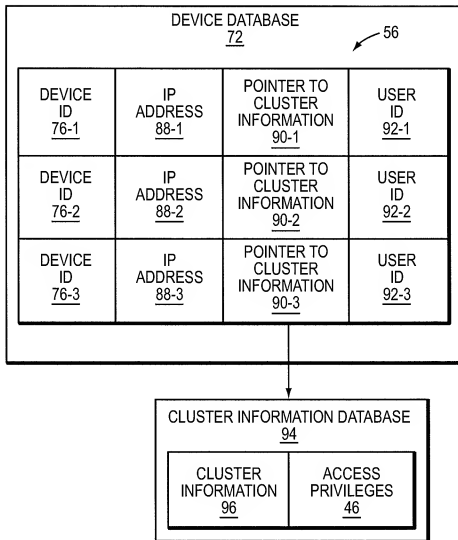 DEVICE DATABASE
72
56
DEVICE
ID
76-1
IP
ADDRESS
88-1
POINTER TO
CLUSTER
INFORMATION
90-1
USER
ID
92-1
DEVICE
ID
76-2
IP
ADDRESS
88-2
POINTER TO
CLUSTER
INFORMATION
90-2
USER
ID
92-2
DEVICE
ID
76-3
IP
ADDRESS
88-3
POINTER TO
CLUSTER
INFORMATION
90-3
USER
ID
92-3
CLUSTER INFORMATION DATABASE
94
CLUSTER
INFORMATION
96
ACCESS
PRIVILEGES
46